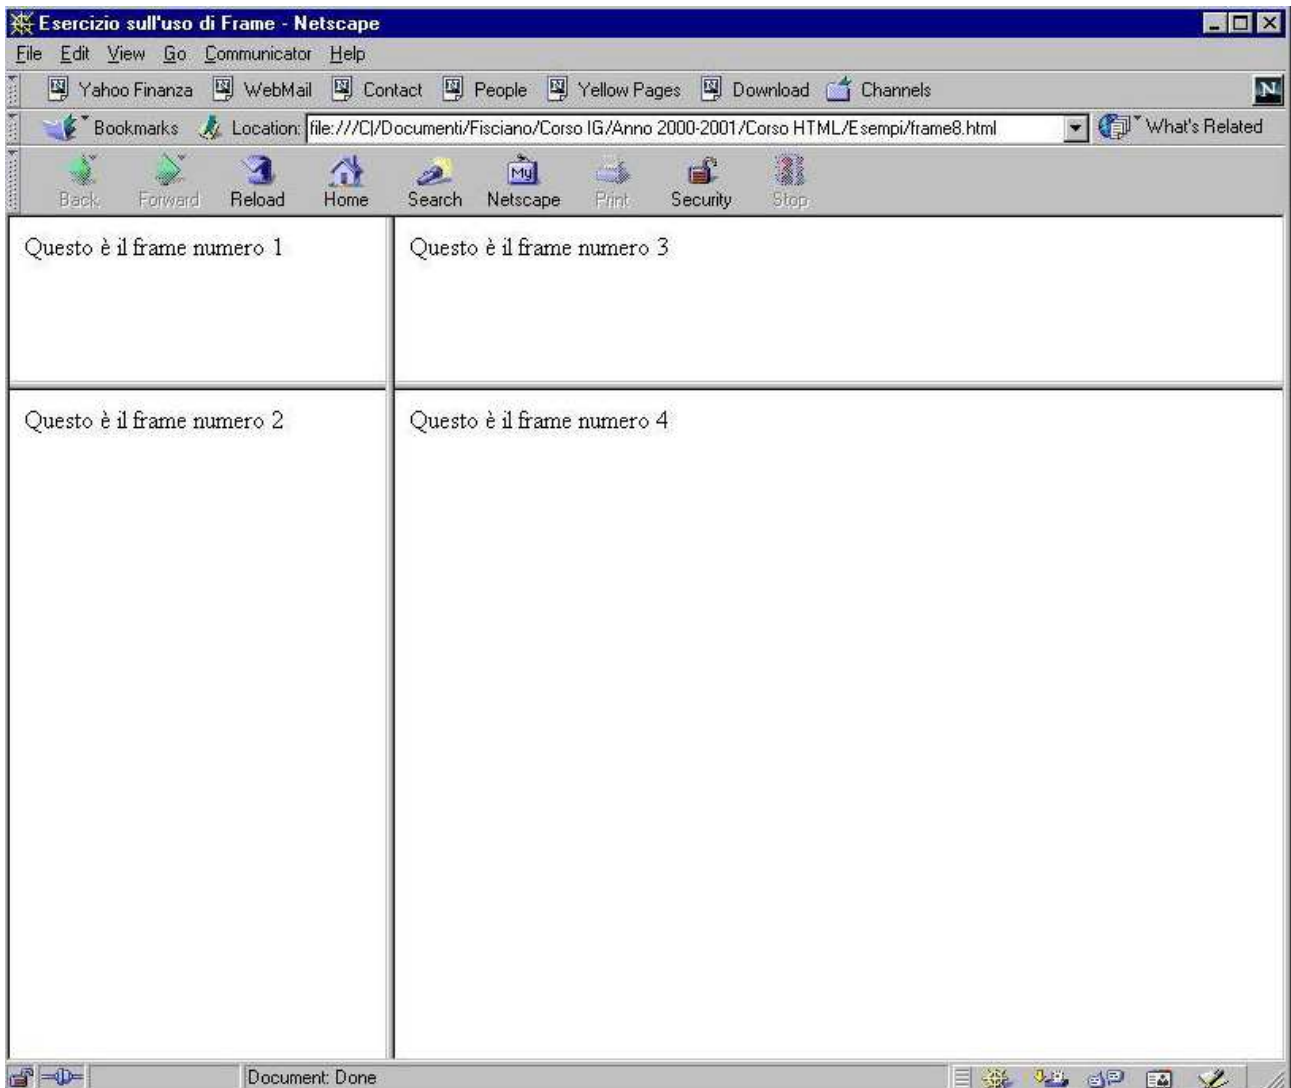 Esercizio sull'uso di Frame - Netscape
File Edit View Go Communicator Help
Yahoo Finanza WebMail Contact People Yellow Pages Download Channels
N
Bookmarks Location: file:///C|/Documenti/Fisciano/Corso IG/Anno 2000-2001/Corso HTML/Esempi/frame8.html What's Related
My
Back Forward Reload Home Search Netscape Print Security Stop
Questo è il frame numero 1
Questo è il frame numero 3
Questo è il frame numero 2
Questo è il frame numero 4
Document: Done